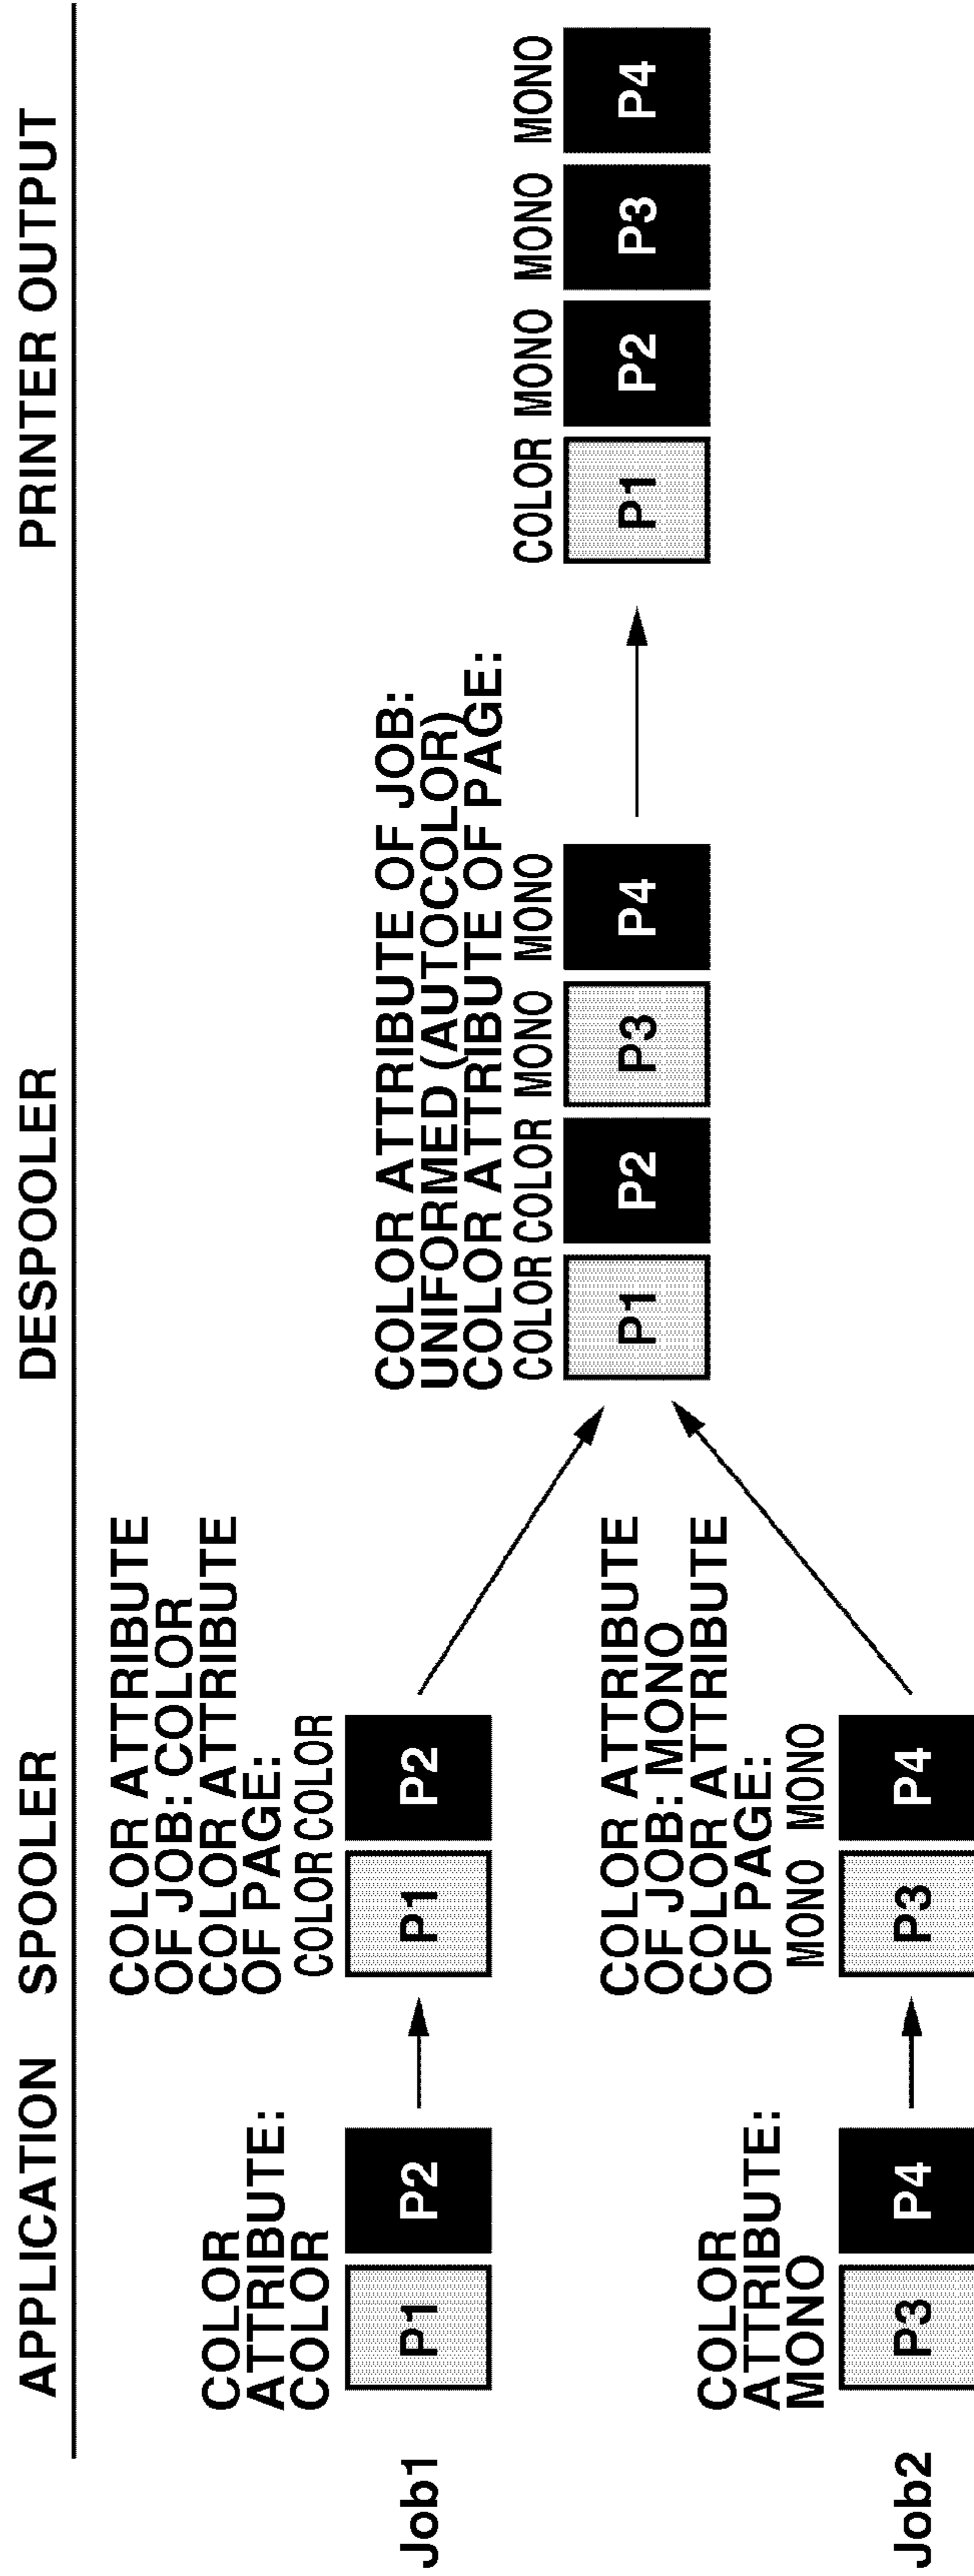 APPLICATION SPOOLER DESPOOLER PRINTER OUTPUT
Job1
COLOR
ATTRIBUTE:
COLOR
P1 P2
COLOR ATTRIBUTE
OF JOB: COLOR
COLOR ATTRIBUTE
OF PAGE:
COLOR COLOR
P1 P2
Job2
COLOR
ATTRIBUTE:
MONO
P3 P4
COLOR ATTRIBUTE
OF JOB: MONO
COLOR ATTRIBUTE
OF PAGE:
MONO MONO
P3 P4
COLOR ATTRIBUTE OF JOB:
UNIFORMED (AUTOCOLOR)
COLOR ATTRIBUTE OF PAGE:
COLOR COLOR MONO MONO
P1 P2 P3 P4
COLOR MONO MONO MONO
P1 P2 P3 P4